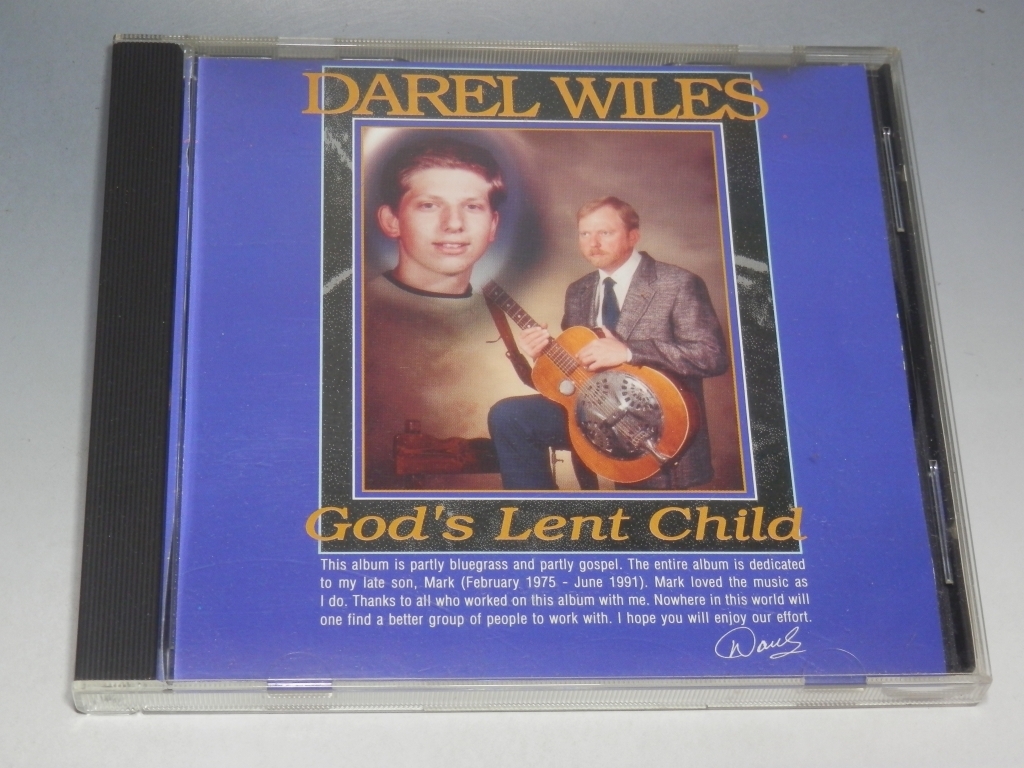 DAREL WILES
God's Lent Child
This album is partly bluegrass and partly gospel. The entire album is dedicated
to my late son, Mark (February 1975 - June 1991). Mark loved the music as
I do. Thanks to all who worked on this album with me. Nowhere in this world will
one find a better group of people to work with. I hope you will enjoy our effort.
Darel